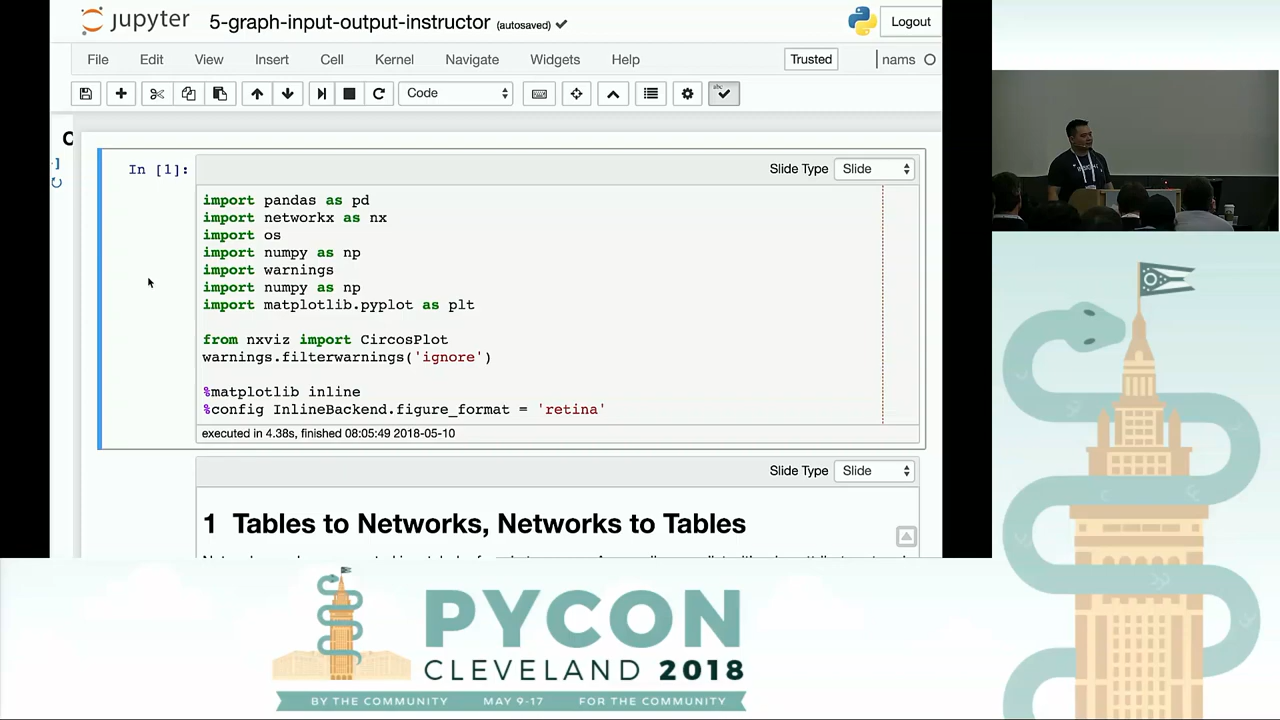 jupyter 5-graph-input-output-instructor (autosaved) Logout
File Edit View Insert Cell Kernel Navigate Widgets Help Trusted nams
Code
In [1]: Slide Type Slide
import pandas as pd
import networkx as nx
import os
import numpy as np
import warnings
import numpy as np
import matplotlib.pyplot as plt
from nxviz import CircosPlot
warnings.filterwarnings('ignore')
%matplotlib inline
%config InlineBackend.figure_format = 'retina'
executed in 4.38s, finished 08:05:49 2018-05-10
Slide Type Slide
1 Tables to Networks, Networks to Tables
PYCON
CLEVELAND 2018
BY THE COMMUNITY MAY 9-17 FOR THE COMMUNITY